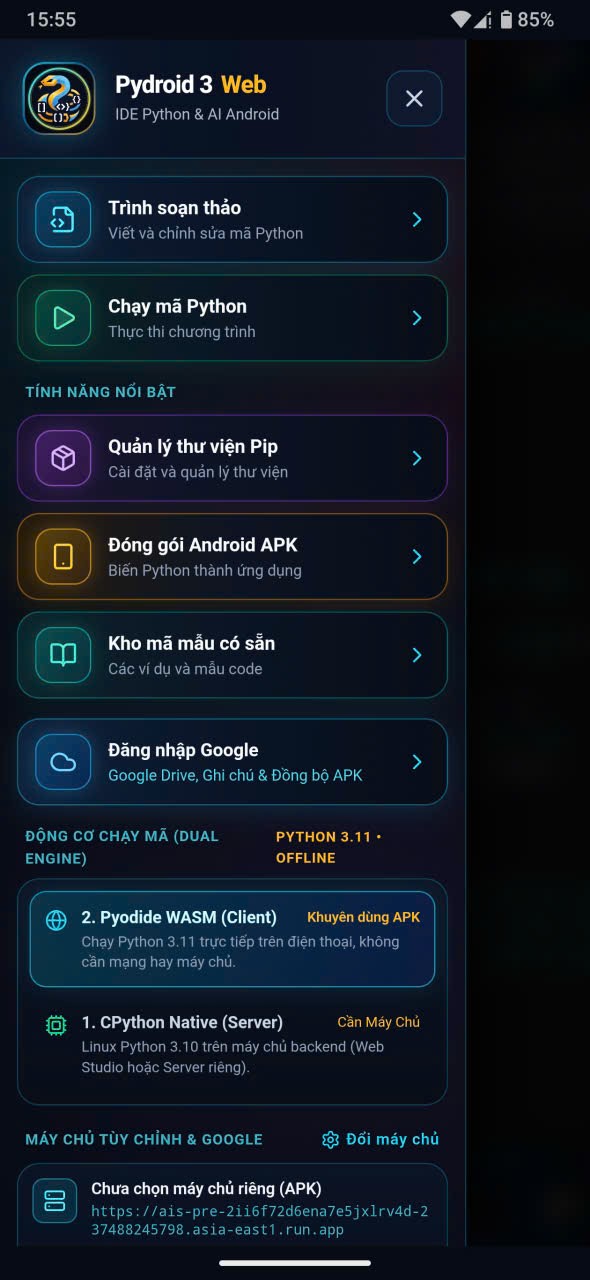 15:55
85%
Pydroid 3 Web
IDE Python & AI Android
Trình soạn thảo
Viết và chỉnh sửa mã Python
Chạy mã Python
Thực thi chương trình
TÍNH NĂNG NỔI BẬT
Quản lý thư viện Pip
Cài đặt và quản lý thư viện
Đóng gói Android APK
Biến Python thành ứng dụng
Kho mã mẫu có sẵn
Các ví dụ và mẫu code
Đăng nhập Google
Google Drive, Ghi chú & Đồng bộ APK
ĐỘNG CƠ CHẠY MÃ (DUAL
ENGINE)
PYTHON 3.11 •
OFFLINE
2. Pyodide WASM (Client)
Khuyên dùng APK
Chạy Python 3.11 trực tiếp trên điện thoại, không
cần mạng hay máy chủ.
1. CPython Native (Server)
Cần Máy Chủ
Linux Python 3.10 trên máy chủ backend (Web
Studio hoặc Server riêng).
MÁY CHỦ TÙY CHỈNH & GOOGLE
Đổi máy chủ
Chưa chọn máy chủ riêng (APK)
https://ais-pre-2ii6f72d6ena7e5jxlrv4d-2
37488245798.asia-east1.run.app